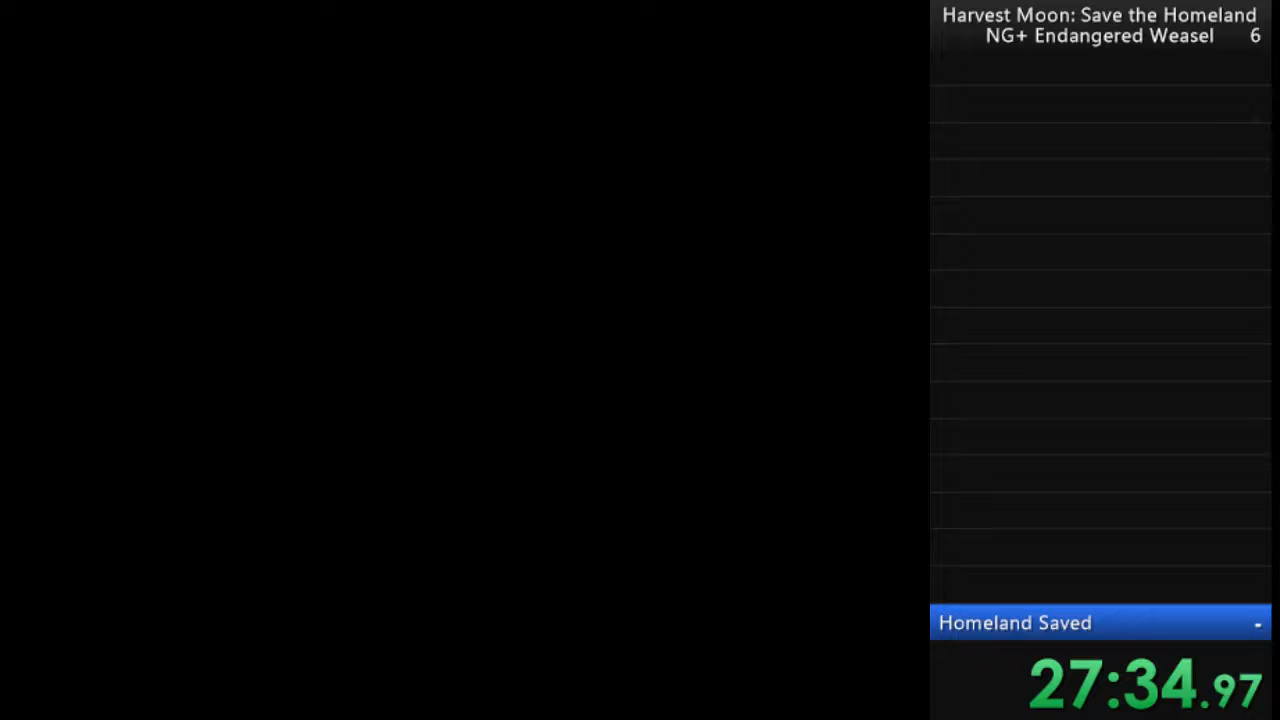 Harvest Moon: Save the Homeland
NG+ Endangered Weasel 6
Homeland Saved -
27:34.97